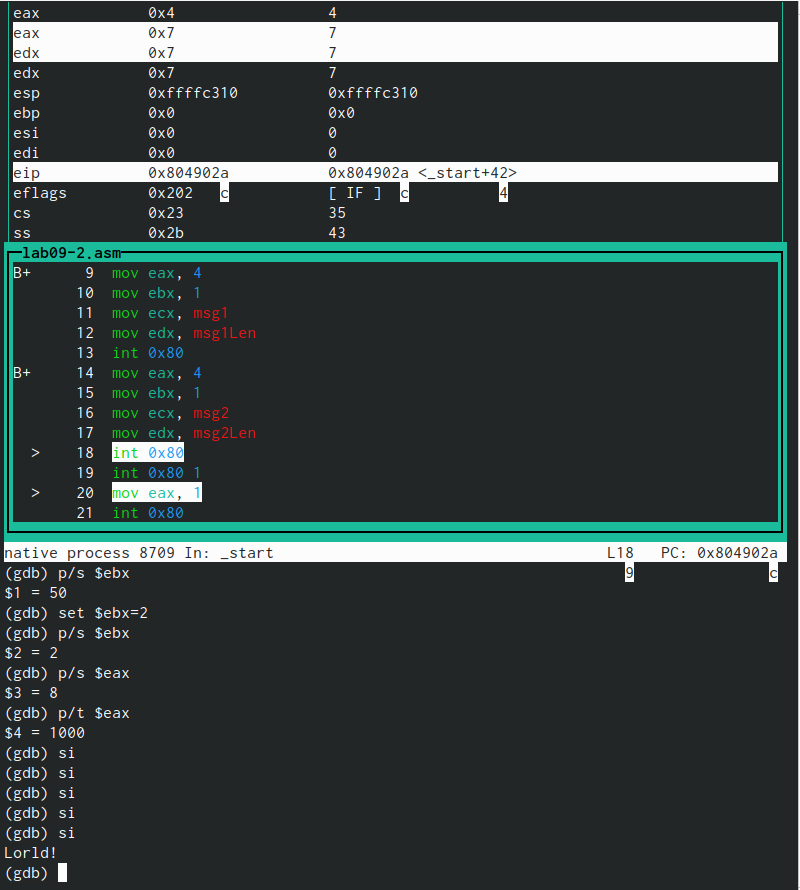 eax 0x4 4
eax 0x7 7
edx 0x7 7
edx 0x7 7
esp 0xffffc310 0xffffc310
ebp 0x0 0x0
esi 0x0 0
edi 0x0 0
eip 0x804902a 0x804902a <_start+42>
eflags 0x202 c [ IF ] c 4
cs 0x23 35
ss 0x2b 43
lab09-2.asm
B+ 9 mov eax, 4
10 mov ebx, 1
11 mov ecx, msg1
12 mov edx, msg1Len
13 int 0x80
B+ 14 mov eax, 4
15 mov ebx, 1
16 mov ecx, msg2
17 mov edx, msg2Len
> 18 int 0x80
19 int 0x80 1
> 20 mov eax, 1
21 int 0x80
native process 8709 In: _start L18 PC: 0x804902a
(gdb) p/s $ebx 9 c
$1 = 50
(gdb) set $ebx=2
(gdb) p/s $ebx
$2 = 2
(gdb) p/s $eax
$3 = 8
(gdb) p/t $eax
$4 = 1000
(gdb) si
(gdb) si
(gdb) si
(gdb) si
(gdb) si
Lorld!
(gdb)